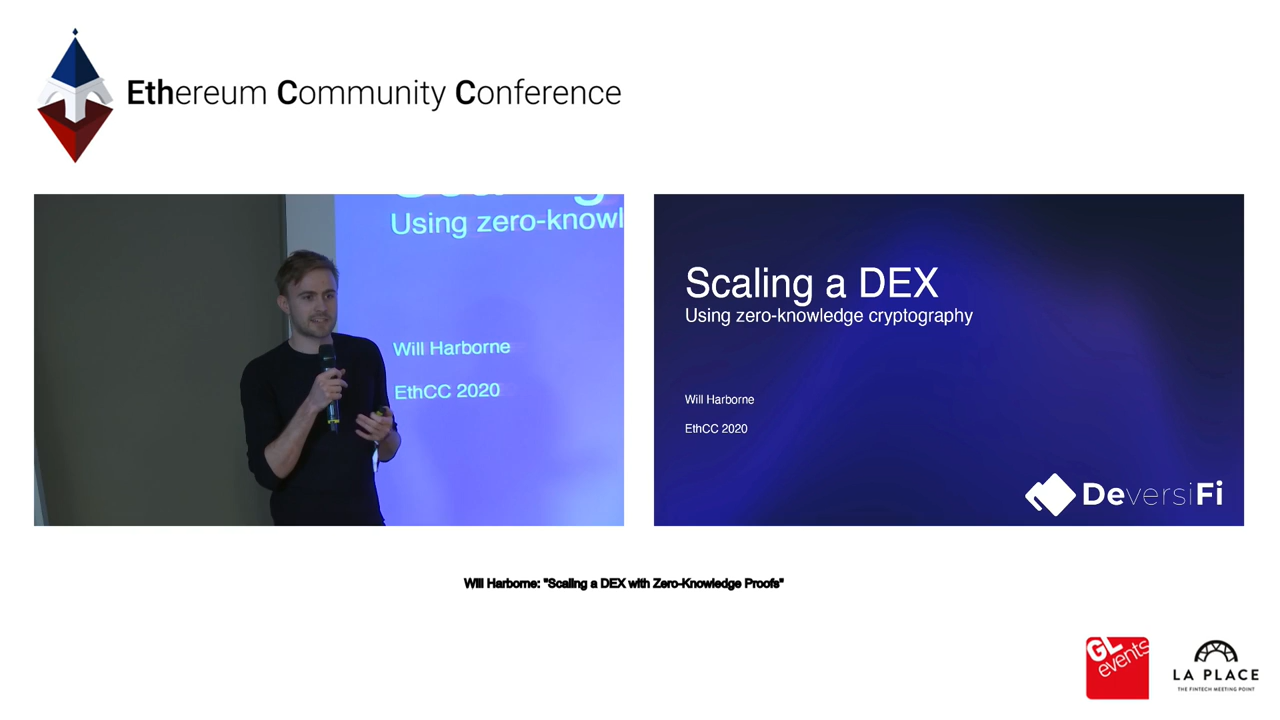 Ethereum Community Conference
Using zero-knowl
Will Harborne
EthCC 2020
Scaling a DEX
Using zero-knowledge cryptography
Will Harborne
EthCC 2020
DeversiFi
Will Harborne: "Scaling a DEX with Zero-Knowledge Proofs"
GL
events
LA PLACE
THE FINTECH MEETING POINT